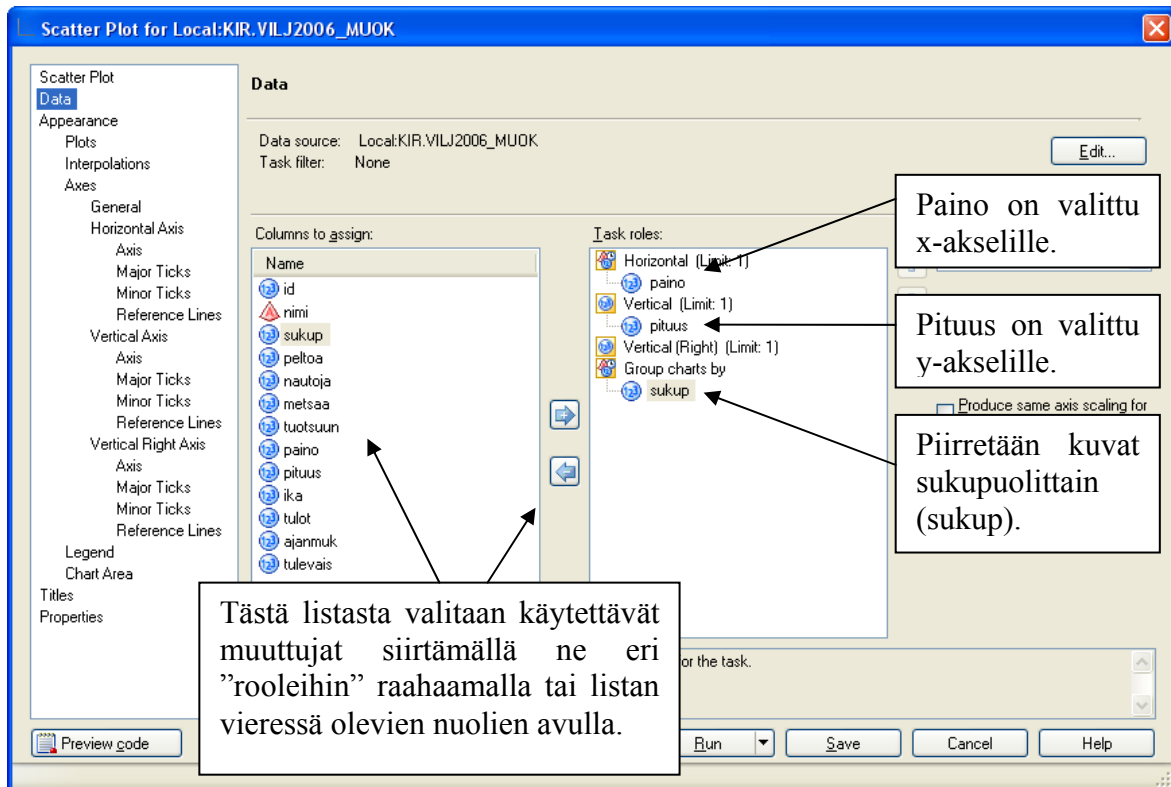 Scatter Plot for Local:KIR.VILJ2006_MUOK
Scatter Plot
Data
Appearance
Plots
Interpolations
Axes
General
Horizontal Axis
Axis
Major Ticks
Minor Ticks
Reference Lines
Vertical Axis
Axis
Major Ticks
Minor Ticks
Reference Lines
Vertical Right Axis
Axis
Major Ticks
Minor Ticks
Reference Lines
Legend
Chart Area
Titles
Properties
Data
Data source: Local:KIR.VILJ2006_MUOK
Task filter: None
Edit...
Columns to assign:
Name
id
nimi
sukup
peltoa
nautoja
metsaa
tuotsuun
paino
pituus
ika
tulot
ajanmuk
tulevais
Task roles:
Horizontal (Limit: 1)
paino
Vertical (Limit: 1)
pituus
Vertical (Right) (Limit: 1)
Group charts by
sukup
Paino on valittu
x-akselille.
Pituus on valittu
y-akselille.
Produce same axis scaling for
Piirretään kuvat
sukupuolittain
(sukup).
Tästä listasta valitaan käytettävät
muuttujat siirtämällä ne eri
”rooleihin” raahaamalla tai listan
vieressä olevien nuolien avulla.
or the task.
Preview code
Run
Save
Cancel
Help